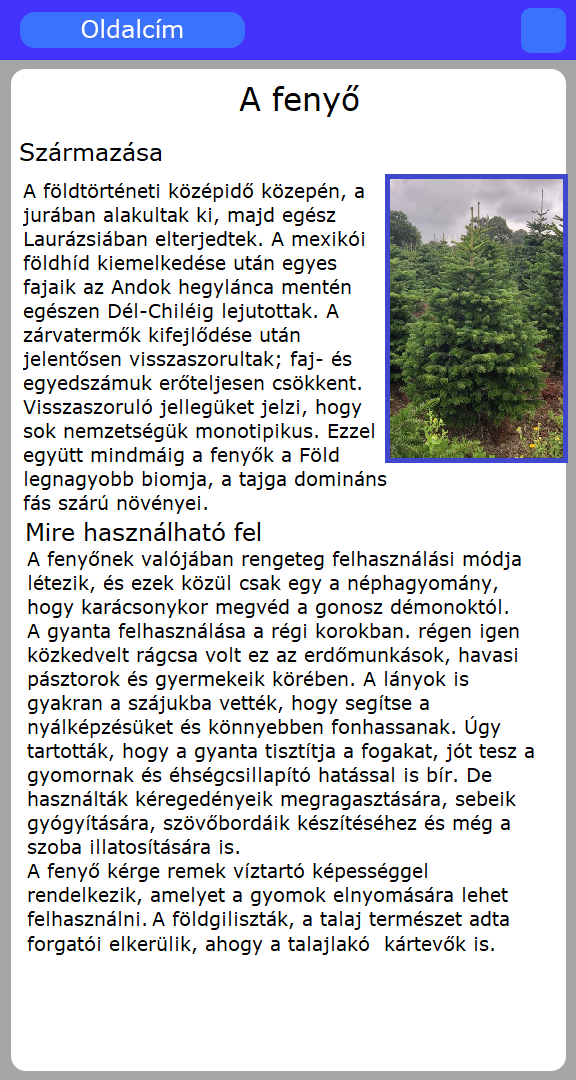 Oldalcím
A fenyő
Származása
A földtörténeti középidő közepén, a
jurában alakultak ki, majd egész
Laurázsiában elterjedtek. A mexikói
földhíd kiemelkedése után egyes
fajaik az Andok hegylánca mentén
egészen Dél-Chiléig lejutottak. A
zárvatermők kifejlődése után
jelentősen visszaszorultak; faj- és
egyedszámuk erőteljesen csökkent.
Visszaszoruló jellegüket jelzi, hogy
sok nemzetségük monotipikus. Ezzel
együtt mindmáig a fenyők a Föld
legnagyobb biomja, a tajga domináns
fás szárú növényei.
Mire használható fel
A fenyőnek valójában rengeteg felhasználási módja
létezik, és ezek közül csak egy a néphagyomány,
hogy karácsonykor megvéd a gonosz démonoktól.
A gyanta felhasználása a régi korokban. régen igen
közkedvelt rágcsa volt ez az erdőmunkások, havasi
pásztorok és gyermekeik körében. A lányok is
gyakran a szájukba vették, hogy segítse a
nyálképzésüket és könnyebben fonhassanak. Úgy
tartották, hogy a gyanta tisztítja a fogakat, jót tesz a
gyomornak és éhségcsillapító hatással is bír. De
használták kéregedényeik megragasztására, sebeik
gyógyítására, szövőbordáik készítéséhez és még a
szoba illatosítására is.
A fenyő kérge remek víztartó képességgel
rendelkezik, amelyet a gyomok elnyomására lehet
felhasználni. A földgiliszták, a talaj természet adta
forgatói elkerülik, ahogy a talajlakó  kártevők is.